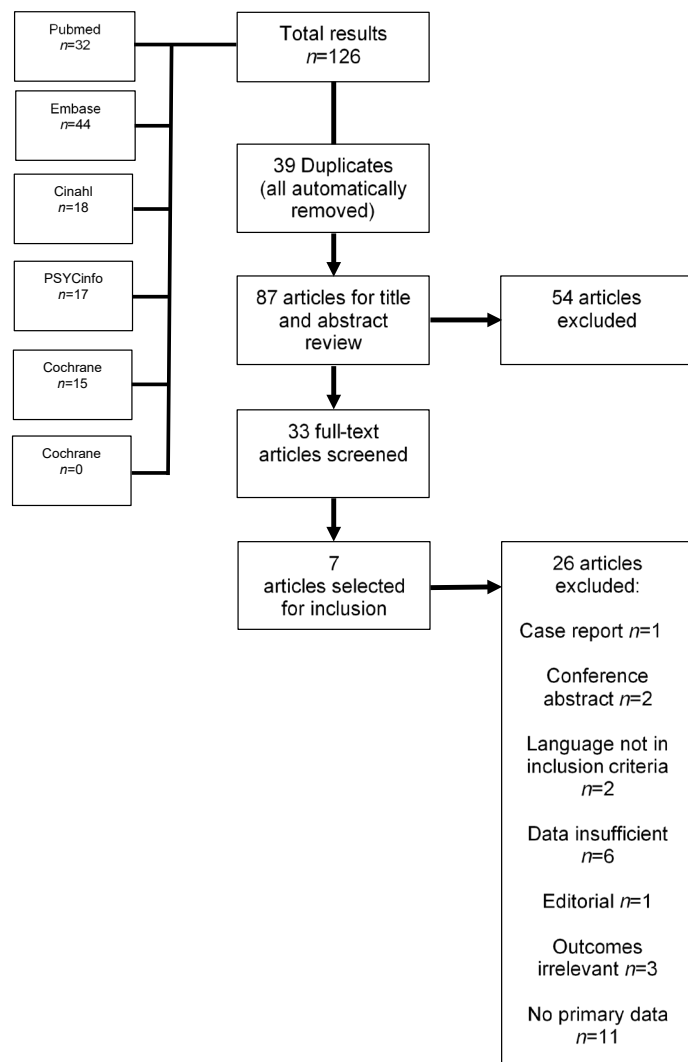 Pubmed
n=32
Embase
n=44
Cinahl
n=18
PSYCinfo
n=17
Cochrane
n=15
Cochrane
n=0
Total results
n=126
39 Duplicates
(all automatically
removed)
87 articles for title
and abstract
review
54 articles
excluded
33 full-text
articles screened
7
articles selected
for inclusion
26 articles
excluded:
Case report n=1
Conference
abstract n=2
Language not in
inclusion criteria
n=2
Data insufficient
n=6
Editorial n=1
Outcomes
irrelevant n=3
No primary data
n=11